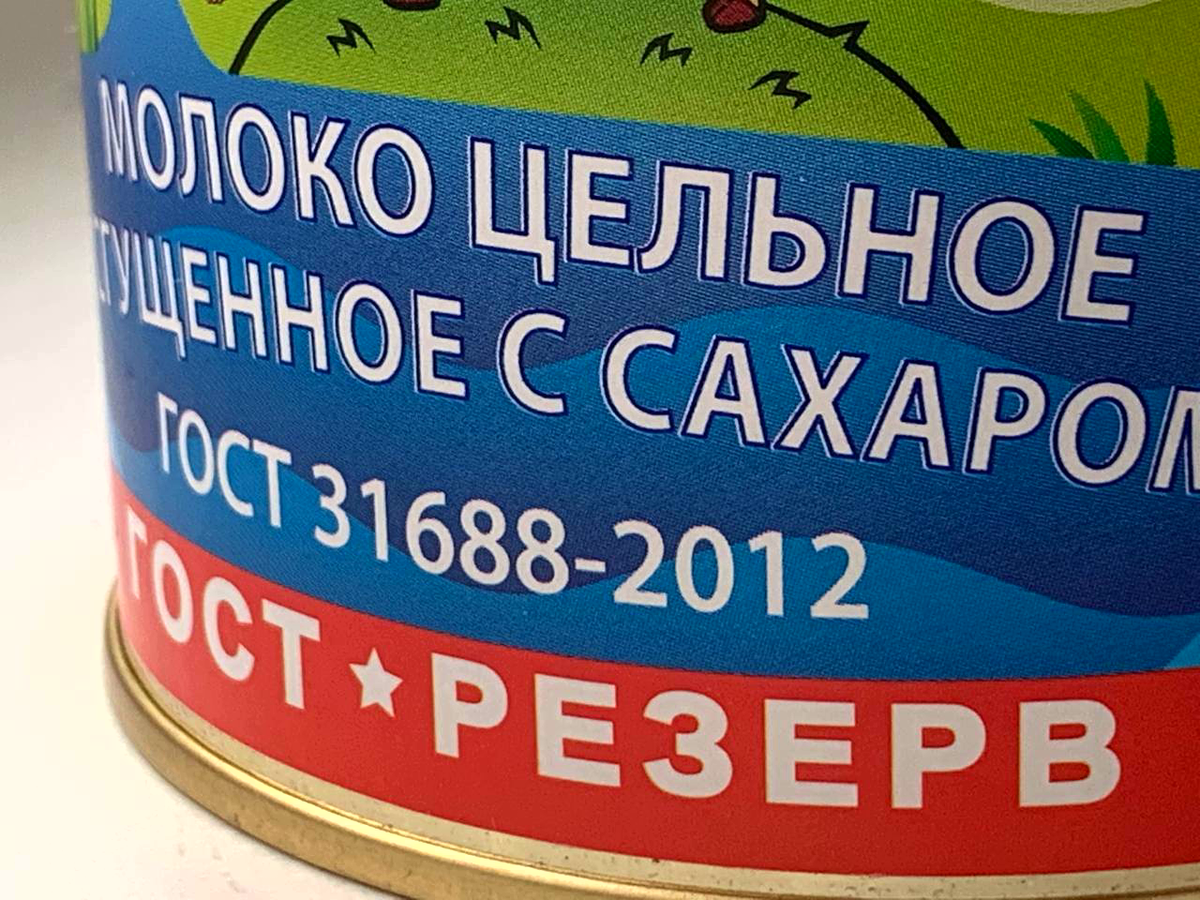 МОЛОКО ЦЕЛЬНОЕ
СГУЩЕННОЕ С САХАРОМ
ГОСТ 31688-2012
ГОСТ★РЕЗЕРВ